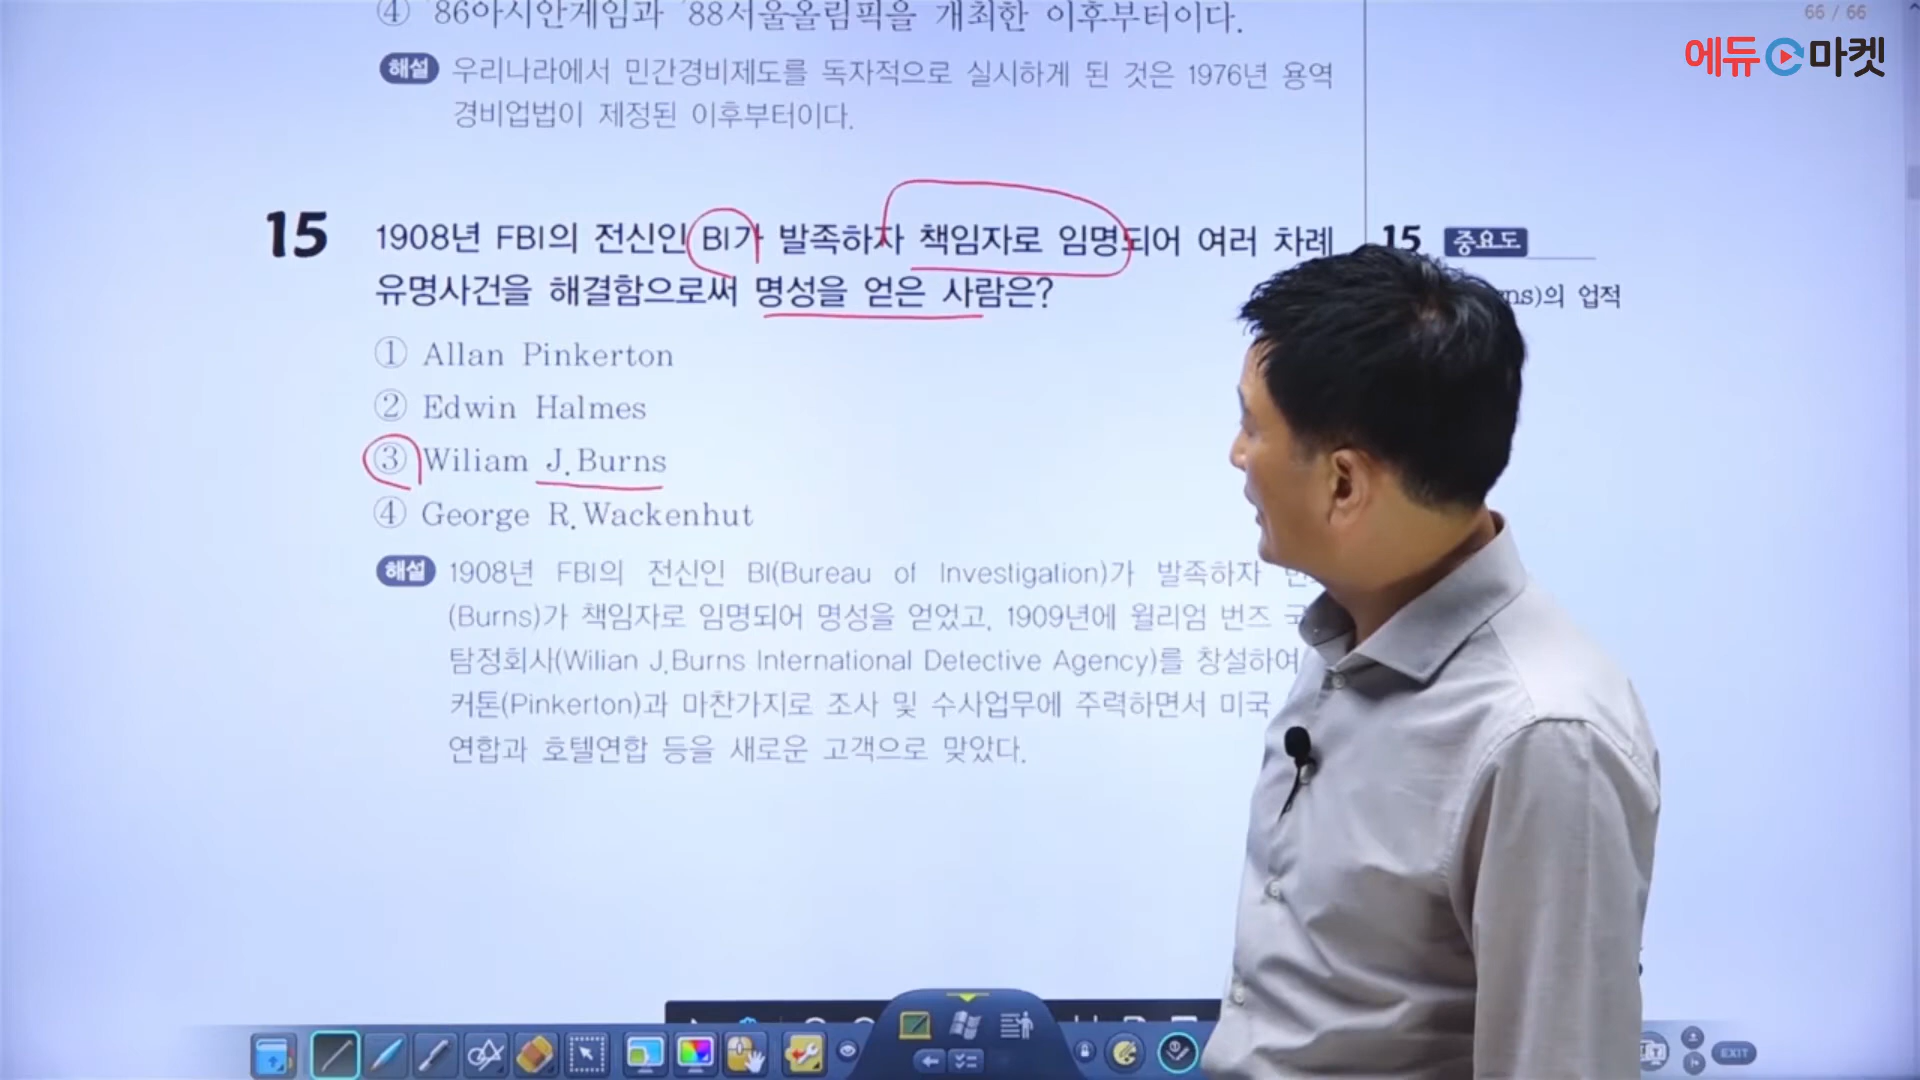 ④ '86아시안게임과 '88서울올림픽을 개최한 이후부터이다.
66 / 66
에듀 마켓
해설 우리나라에서 민간경비제도를 독자적으로 실시하게 된 것은 1976년 용역
경비업법이 제정된 이후부터이다.
15 1908년 FBI의 전신인 BI가 발족하자 책임자로 임명되어 여러 차례
유명사건을 해결함으로써 명성을 얻은 사람은?
15 중요도
ns)의 업적
① Allan Pinkerton
② Edwin Halmes
③ Wiliam J.Burns
④ George R.Wackenhut
해설 1908년 FBI의 전신인 BI(Bureau of Investigation)가 발족하자
(Burns)가 책임자로 임명되어 명성을 얻었고, 1909년에 윌리엄 번즈
탐정회사(Wilian J.Burns International Detective Agency)를 창설하여
커톤(Pinkerton)과 마찬가지로 조사 및 수사업무에 주력하면서 미국
연합과 호텔연합 등을 새로운 고객으로 맞았다.
EXIT